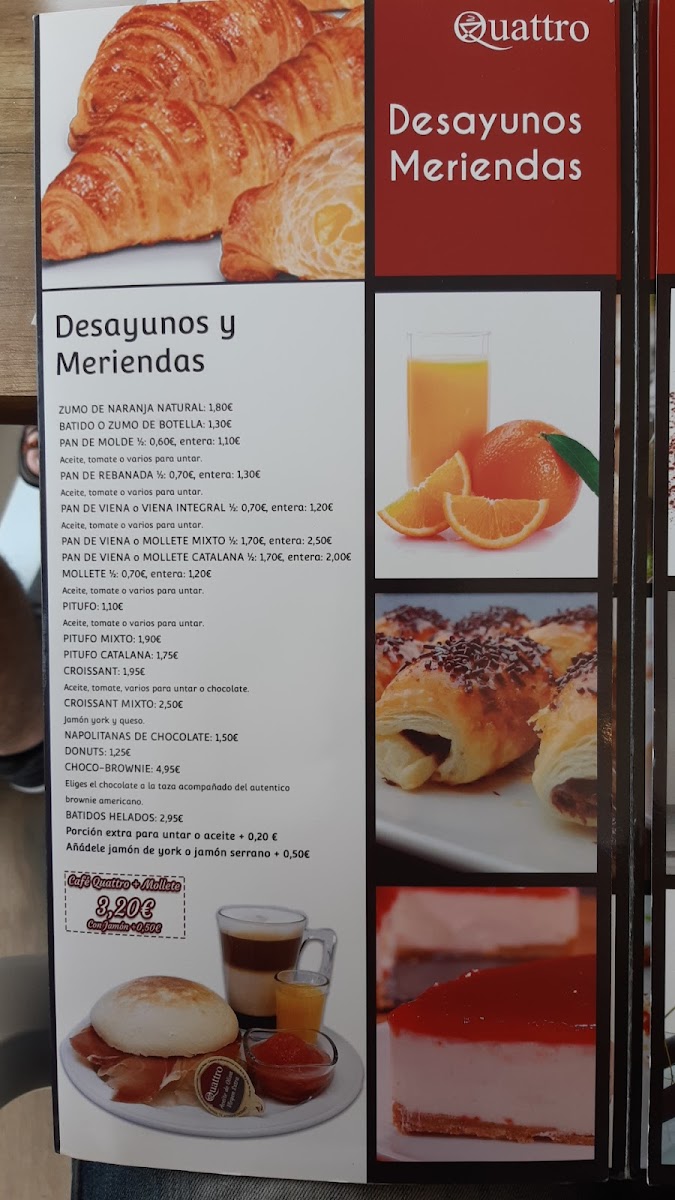 Quattro
Desayunos
Meriendas
Desayunos y
Meriendas
ZUMO DE NARANJA NATURAL: 1,80€
BATIDO O ZUMO DE BOTELLA: 1,30€
PAN DE MOLDE ½: 0,60€, entera: 1,10€
Aceite, tomate o varios para untar.
PAN DE REBANADA ½: 0,70€, entera: 1,30€
Aceite, tomate o varios para untar.
PAN DE VIENA o VIENA INTEGRAL ½: 0,70€, entera: 1,20€
Aceite, tomate o varios para untar.
PAN DE VIENA o MOLLETE MIXTO ½: 1,70€, entera: 2,50€
PAN DE VIENA o MOLLETE CATALANA ½: 1,70€, entera: 2,00€
MOLLETE ½: 0,70€, entera: 1,20€
Aceite, tomate o varios para untar.
PITUFO: 1,10€
Aceite, tomate o varios para untar.
PITUFO MIXTO: 1,90€
PITUFO CATALANA: 1,75€
CROISSANT: 1,95€
Aceite, tomate, varios para untar o chocolate.
CROISSANT MIXTO: 2,50€
Jamón york y queso.
NAPOLITANAS DE CHOCOLATE: 1,50€
DONUTS: 1,25€
CHOCO-BROWNIE: 4,95€
Eliges el chocolate a la taza acompañado del autentico
brownie americano.
BATIDOS HELADOS: 2,95€
Porción extra para untar o aceite + 0,20 €
Añádele jamón de york o jamón serrano + 0,50€
Café Quattro + Mollete
3,20€
Con Jamón +0,50€
Quattro
Aceite de Oliva
Virgen Extra